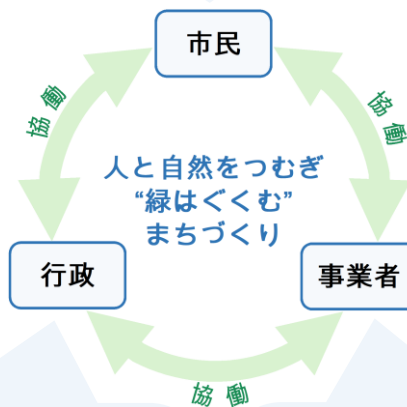 市民
協働
協働
人と自然をつむぎ
“緑はぐくむ”
まちづくり
行政
事業者
協働